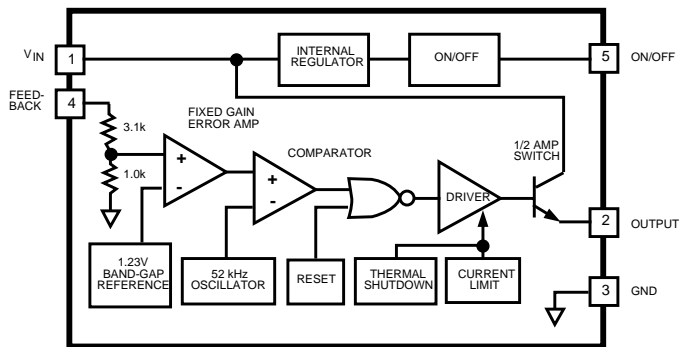 VIN
1
INTERNAL
REGULATOR
ON/OFF
5
ON/OFF
FEED-
BACK
4
3.1k
1.0k
FIXED GAIN
ERROR AMP
COMPARATOR
1/2 AMP
SWITCH
+
-
+
-
DRIVER
2
OUTPUT
1.23V
BAND-GAP
REFERENCE
52 kHz
OSCILLATOR
RESET
THERMAL
SHUTDOWN
CURRENT
LIMIT
3
GND